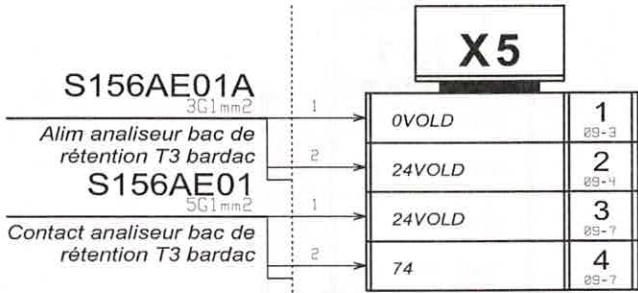 X5
S156AE01A
3G1mm2
1
0VOLD
1
09-3
Alim analiseur bac de
rétention T3 bardac
2
24VOLD
2
09-4
S156AE01
5G1mm2
1
24VOLD
3
09-7
Contact analiseur bac de
rétention T3 bardac
2
74
4
09-7